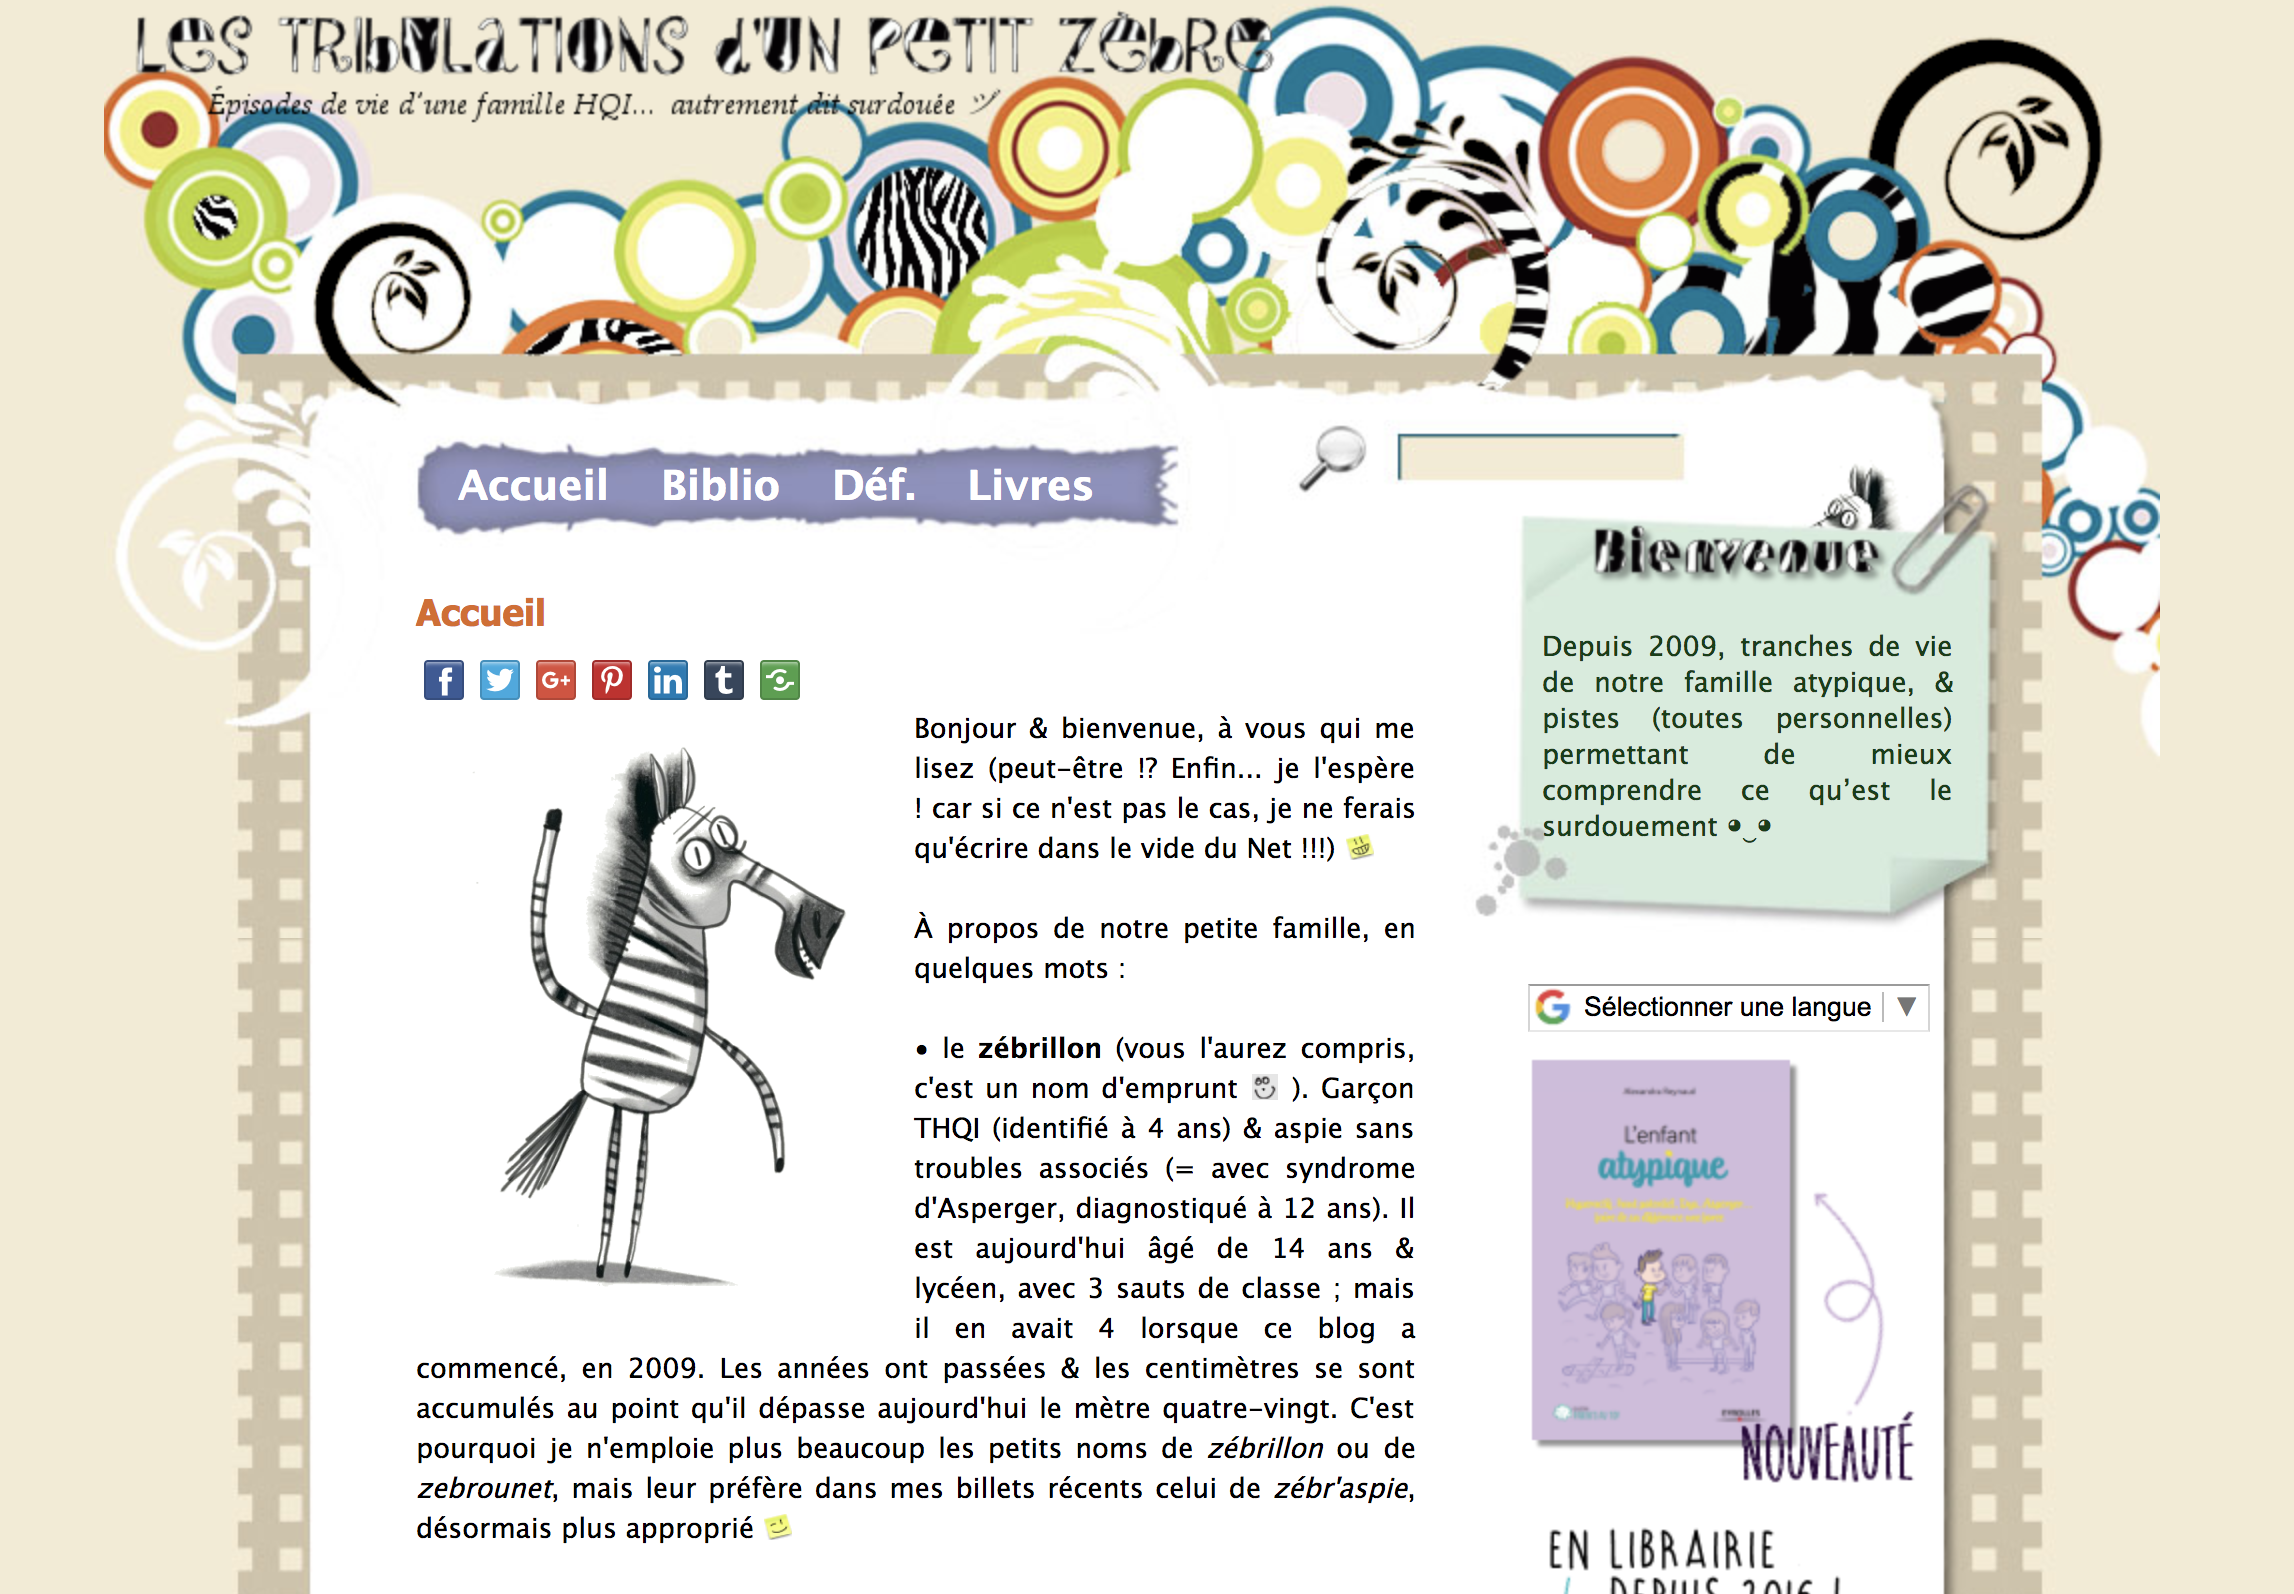 Les Tribulations d'un petit zèbre
Épisodes de vie d'une famille HQI... autrement dit surdouée ツ
Accueil Biblio Déf. Livres
Accueil
Bonjour & bienvenue, à vous qui me
lisez (peut-être !? Enfin... je l'espère
! car si ce n'est pas le cas, je ne ferais
qu'écrire dans le vide du Net !!!)
À propos de notre petite famille, en
quelques mots :
• le zébrillon (vous l'aurez compris,
c'est un nom d'emprunt ). Garçon
THQI (identifié à 4 ans) & aspie sans
troubles associés (= avec syndrome
d'Asperger, diagnostiqué à 12 ans). Il
est aujourd'hui âgé de 14 ans &
lycéen, avec 3 sauts de classe ; mais
il en avait 4 lorsque ce blog a
commencé, en 2009. Les années ont passées & les centimètres se sont
accumulés au point qu'il dépasse aujourd'hui le mètre quatre-vingt. C'est
pourquoi je n'emploie plus beaucoup les petits noms de zébrillon ou de
zebrounet, mais leur préfère dans mes billets récents celui de zébr'aspie,
désormais plus approprié
Bienvenue
Depuis 2009, tranches de vie
de notre famille atypique, &
pistes (toutes personnelles)
permettant de mieux
comprendre ce qu’est le
surdouement
Sélectionner une langue ▼
Alexandra Reynaud
L'enfant
atypique
EYROLLES
NOUVEAUTÉ
EN LIBRAIRIE
DEPUIS 2016 !